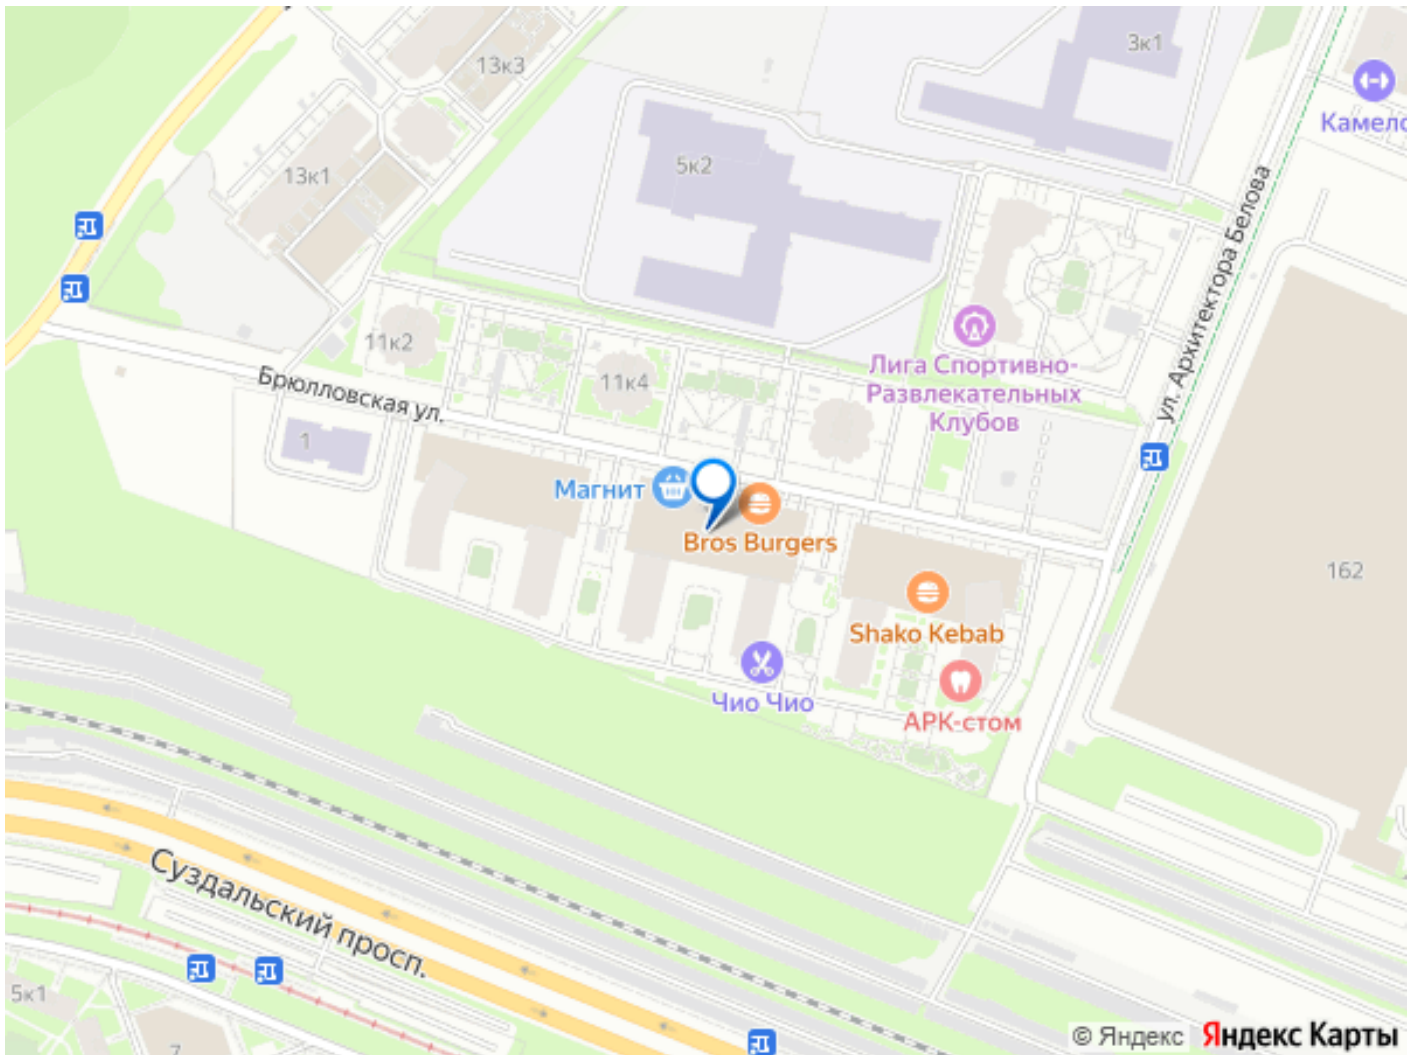 3к1
13к3
Камело
5к2
13к1
ул. Архитектора Белова
11к2
Лига Спортивно-
Развлекательных
Клубов
11к4
Брюлловская ул.
1
Магнит
Bros Burgers
162
Shako Kebab
Чио Чио
АРК-стом
Суздальский просп.
5к1
7
© Яндекс
Яндекс Карты